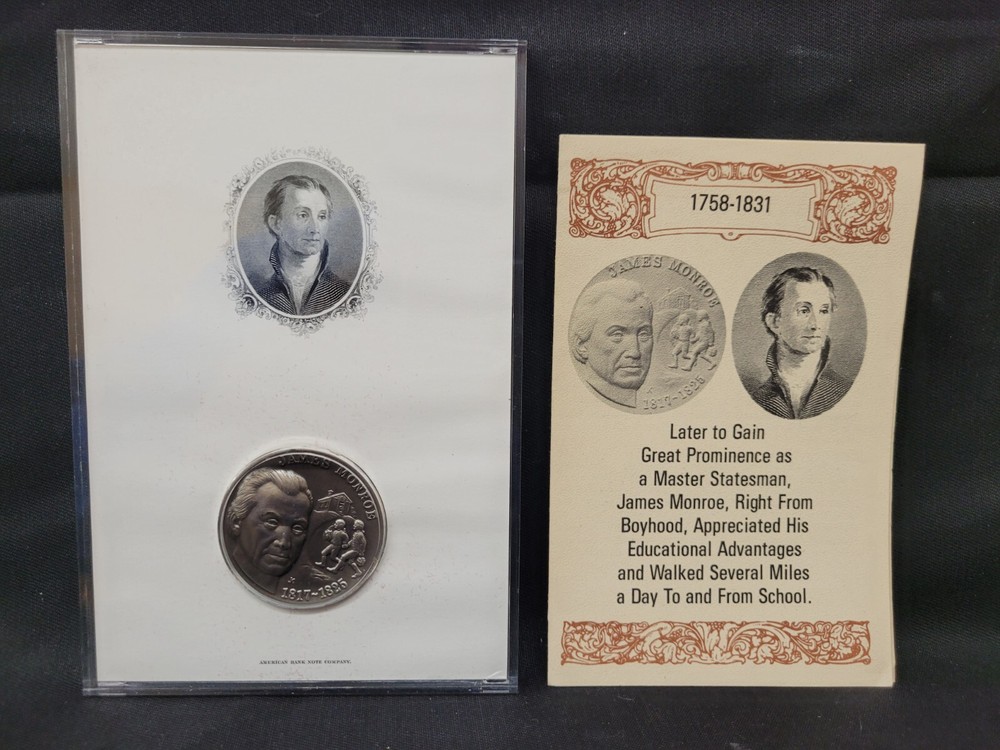 JAMES MONROE
1817-1825
AMERICAN BANK NOTE COMPANY.
1758-1831
JAMES MONROE
1817-1825
Later to Gain
Great Prominence as
a Master Statesman,
James Monroe, Right From
Boyhood, Appreciated His
Educational Advantages
and Walked Several Miles
a Day To and From School.